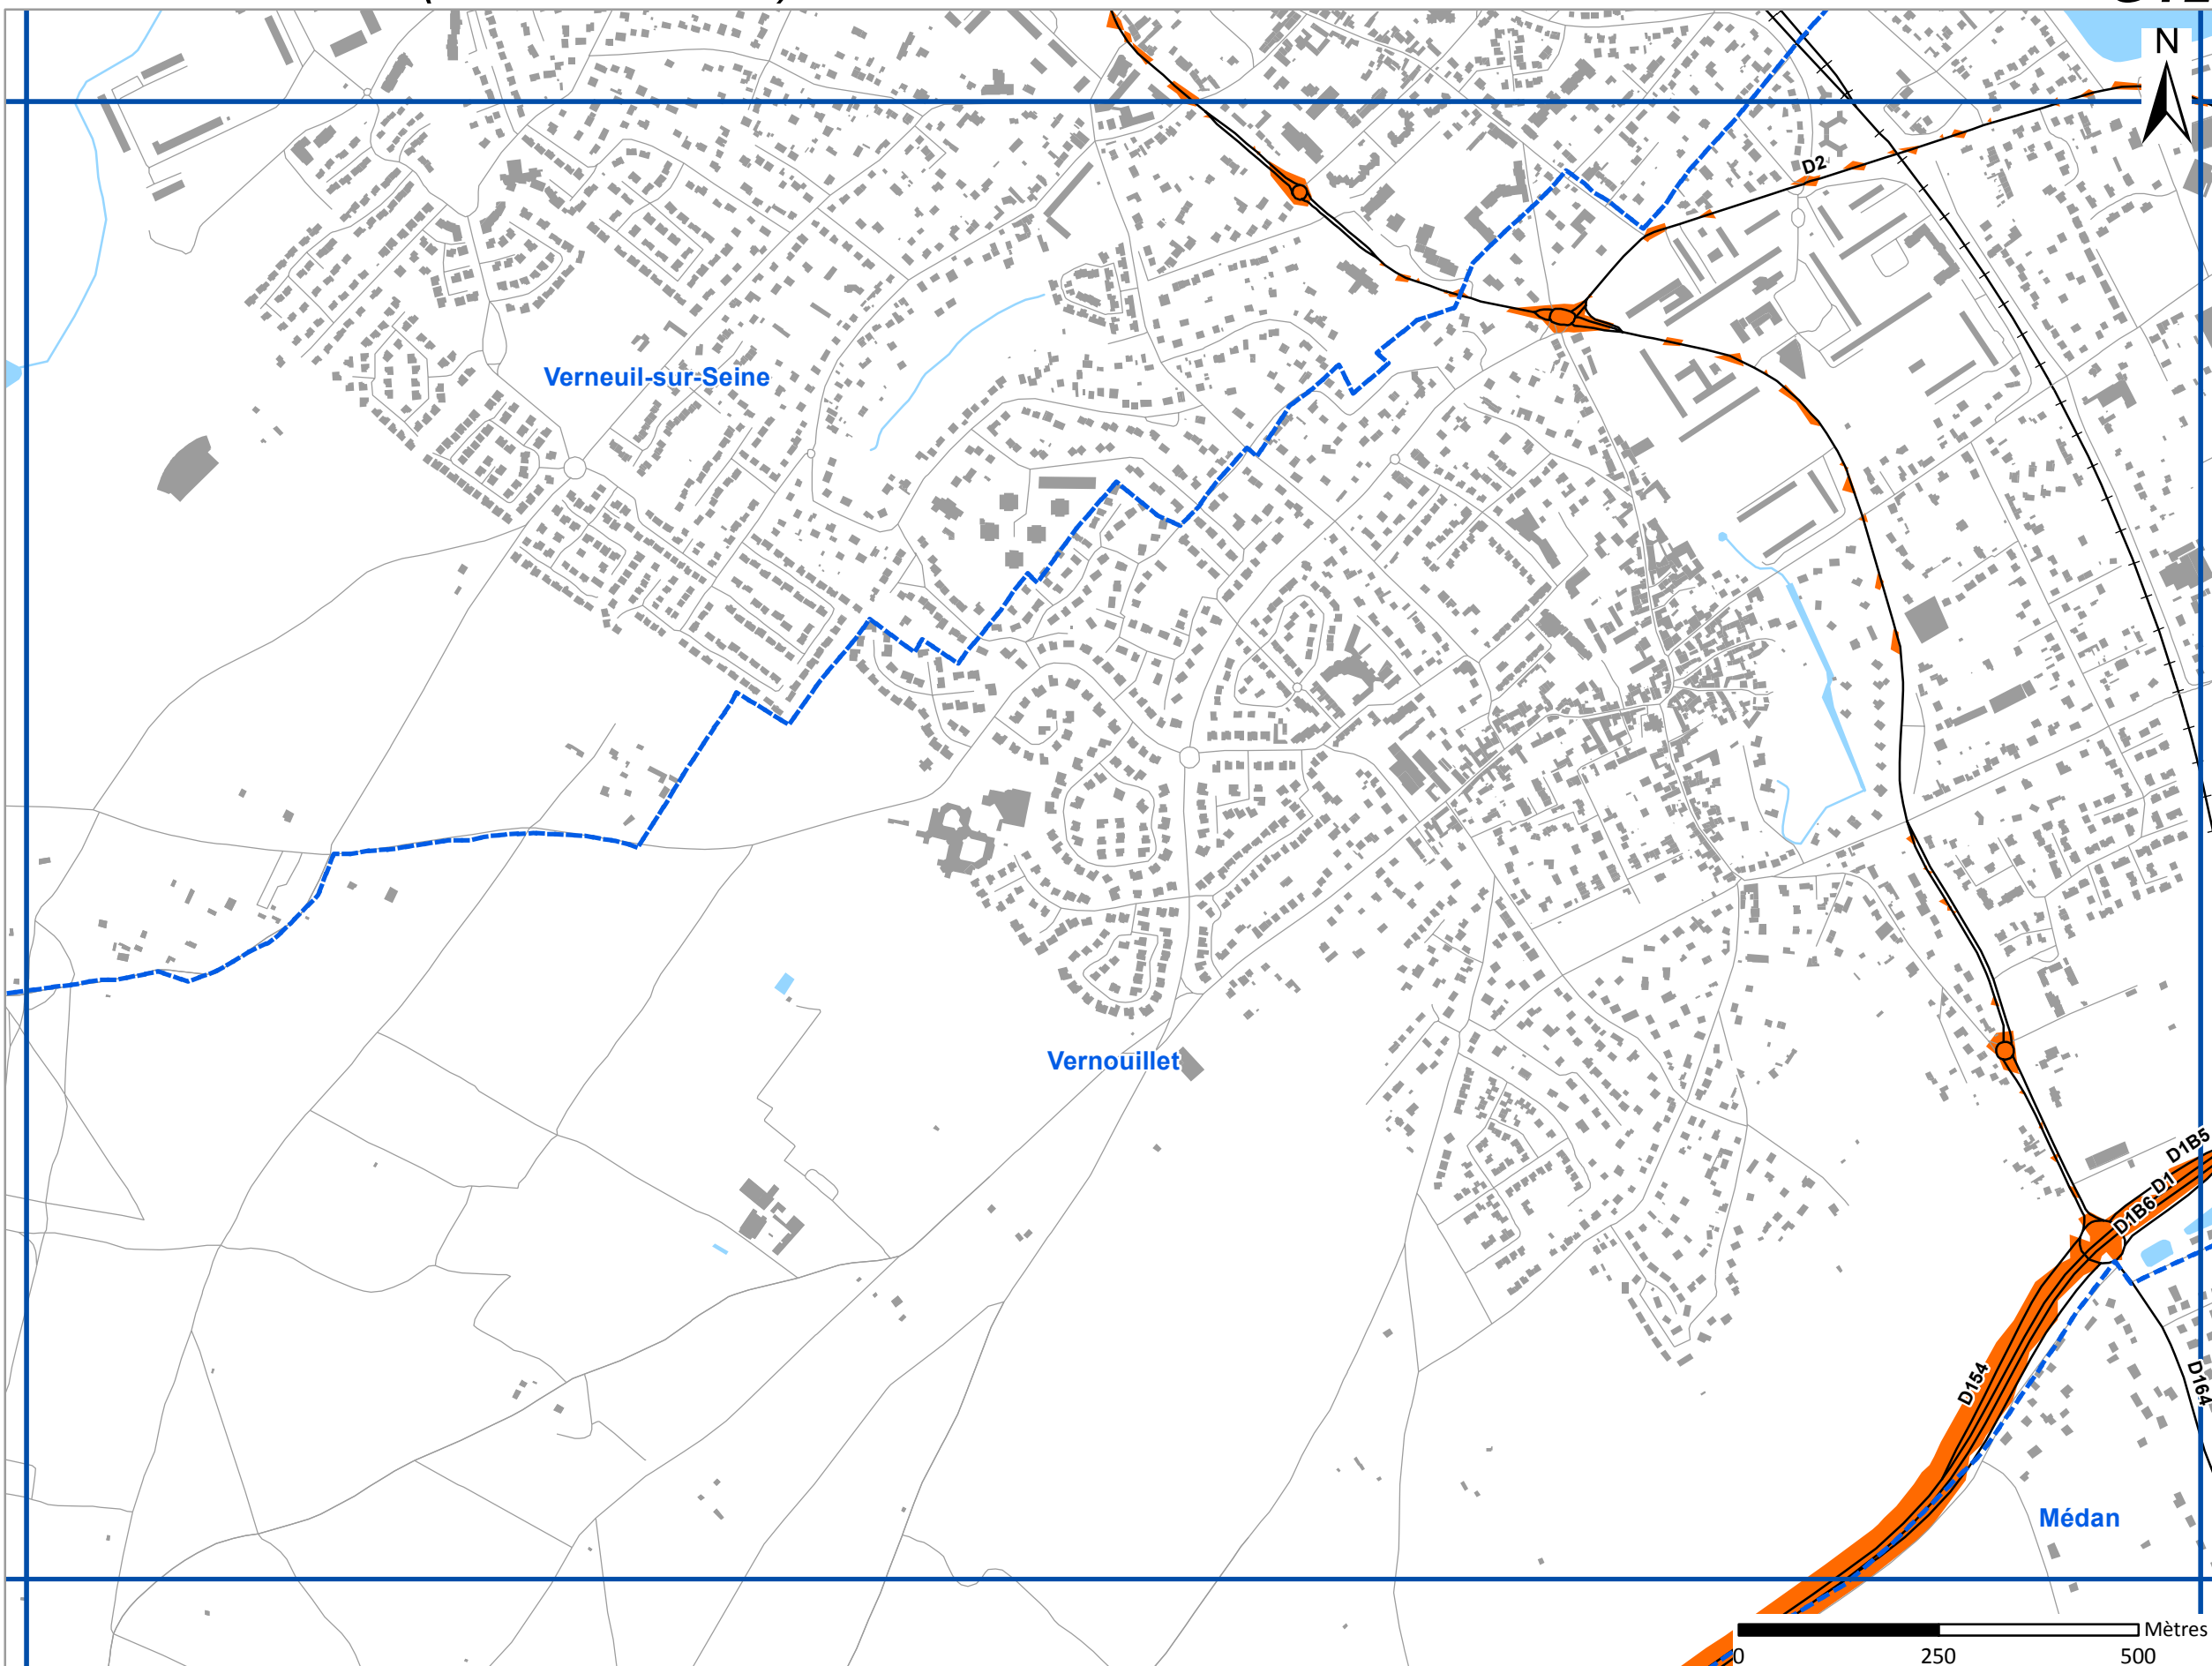 N
D2
Verneuil-sur-Seine
Vernouillet
D1B5
D1
D1B6
D154
D164
Médan
Mètres
0 250 500